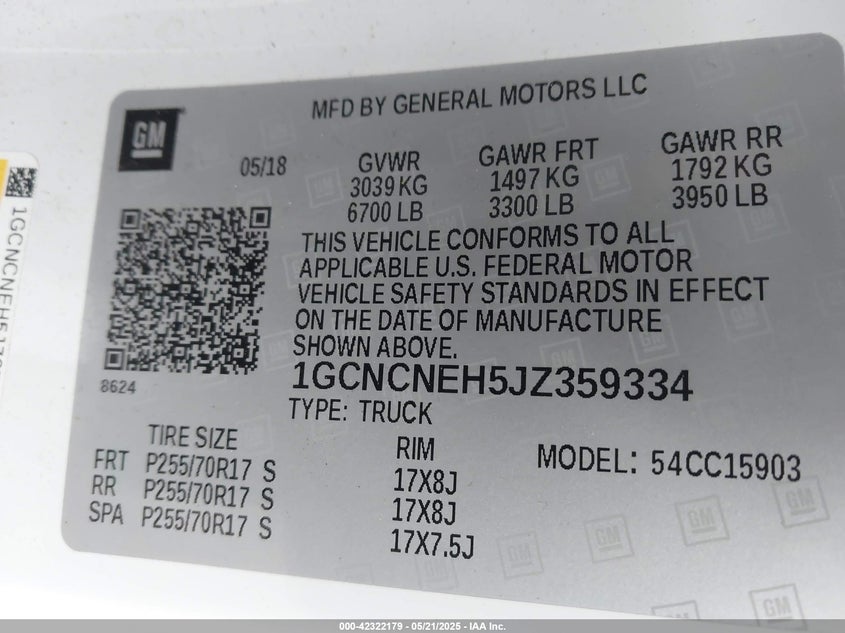 MFD BY GENERAL MOTORS LLC
GM
05/18
GVWR
3039 KG
6700 LB
GAWR FRT
1497 KG
3300 LB
GAWR RR
1792 KG
3950 LB
THIS VEHICLE CONFORMS TO ALL
APPLICABLE U.S. FEDERAL MOTOR
VEHICLE SAFETY STANDARDS IN EFFECT
ON THE DATE OF MANUFACTURE
SHOWN ABOVE.
8624
1GCNCNEH5JZ359334
TYPE: TRUCK
TIRE SIZE
RIM
MODEL: 54CC15903
FRT P255/70R17 S 17X8J
RR P255/70R17 S 17X8J
SPA P255/70R17 S 17X7.5J
000-42322179 - 05/21/2025 - IAA Inc.